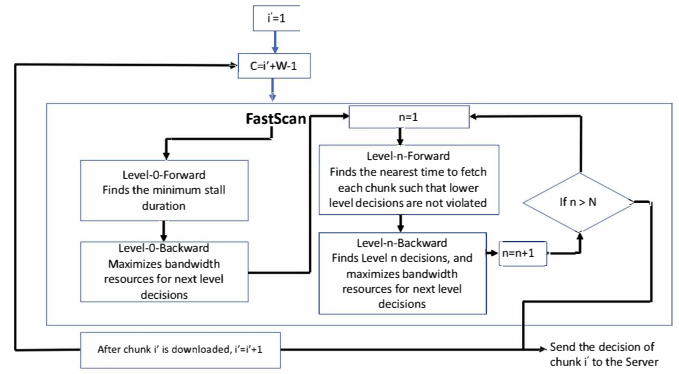 i'=1
C=i'+W-1
FastScan
Level-0-Forward
Finds the minimum stall
duration
Level-0-Backward
Maximizes bandwidth
resources for next level
decisions
n=1
Level-n-Forward
Finds the nearest time to fetch
each chunk such that lower
level decisions are not violated
Level-n-Backward
Finds Level n decisions, and
maximizes bandwidth
resources for next level
decisions
n=n+1
If n > N
After chunk i' is downloaded, i'=i'+1
Send the decision of
chunk i' to the Server